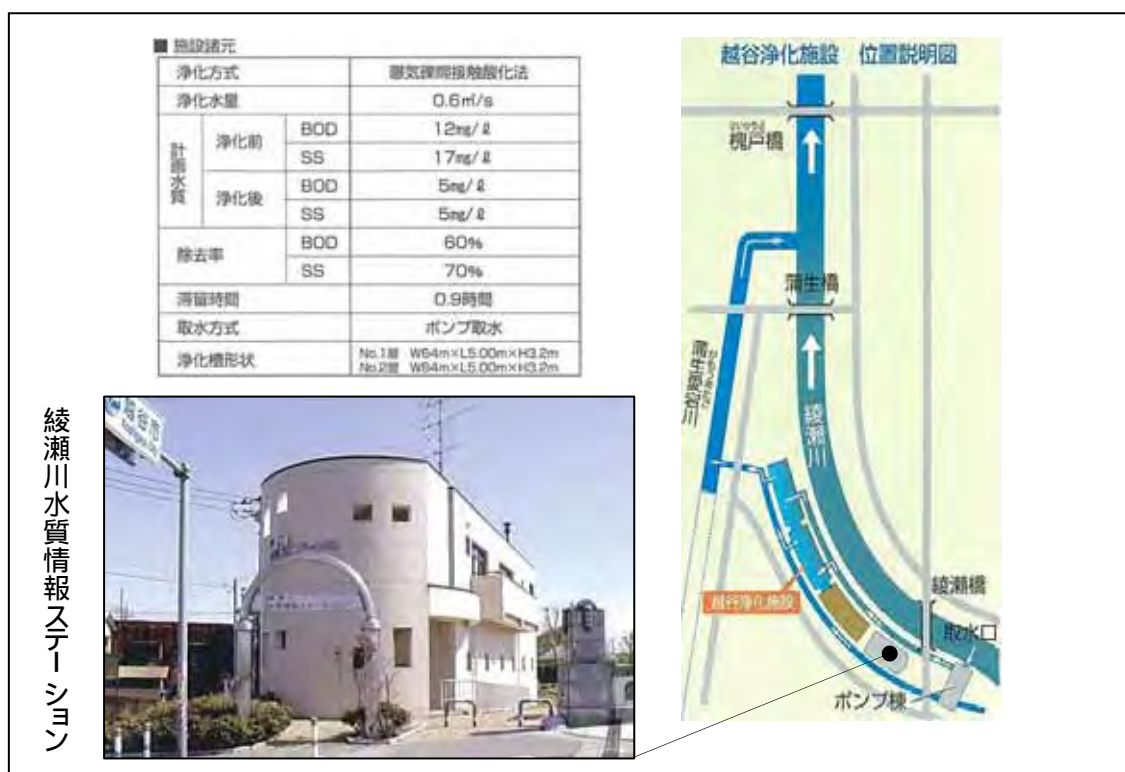 ■ 施設諸元
浄化方式 曝気礫間接触酸化法
浄化水量 0.6㎥/s
計画水質 浄化前 BOD 12mg/ℓ
SS 17mg/ℓ
浄化後 BOD 5mg/ℓ
SS 5mg/ℓ
除去率 BOD 60%
SS 70%
滞留時間 0.9時間
取水方式 ポンプ取水
浄化槽形状 No.1層 W64m×L5.00m×H3.2m
No.2層 W64m×L5.00m×H3.2m
綾瀬川水質情報ステーション
越谷市
越谷浄化施設 位置説明図
槐戸橋
蒲生橋
綾瀬川
越谷浄化施設
綾瀬橋
取水口
ポンプ棟